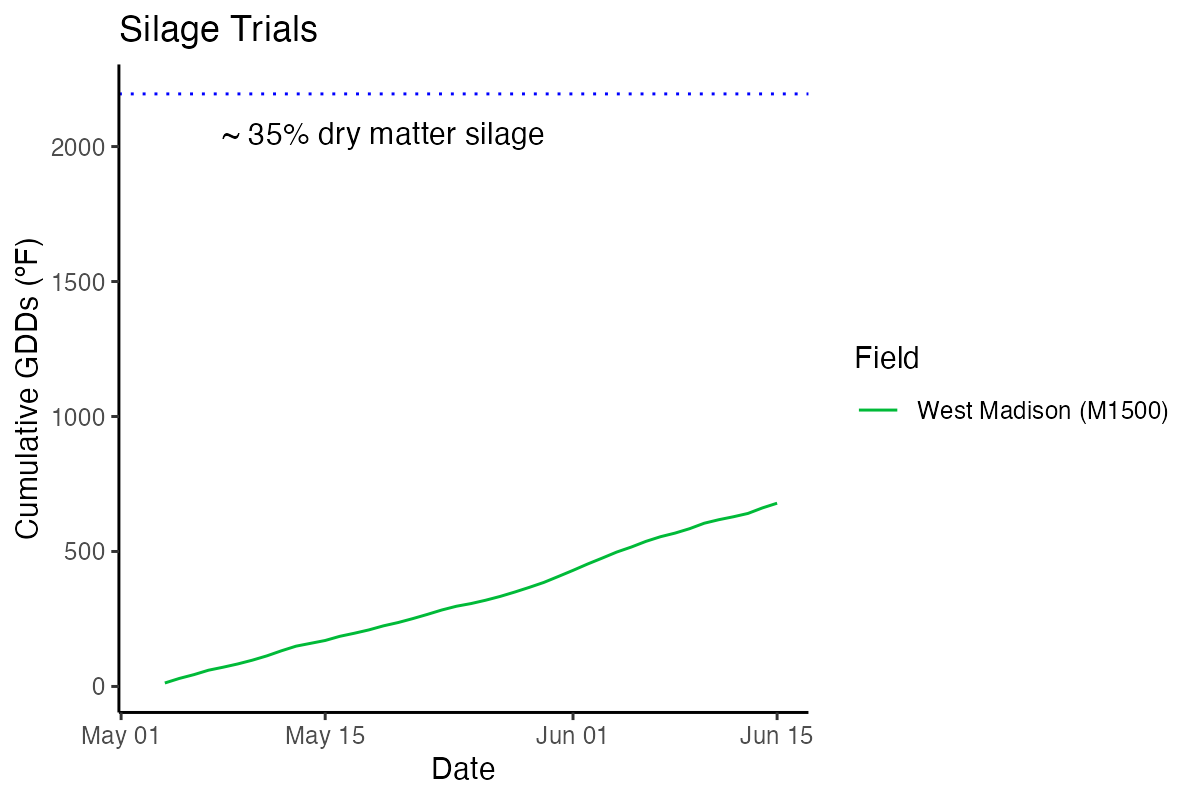 Silage Trials
~ 35% dry matter silage
2000
1500
1000
500
0
Cumulative GDDs (°F)
May 01
May 15
Jun 01
Jun 15
Date
Field
West Madison (M1500)